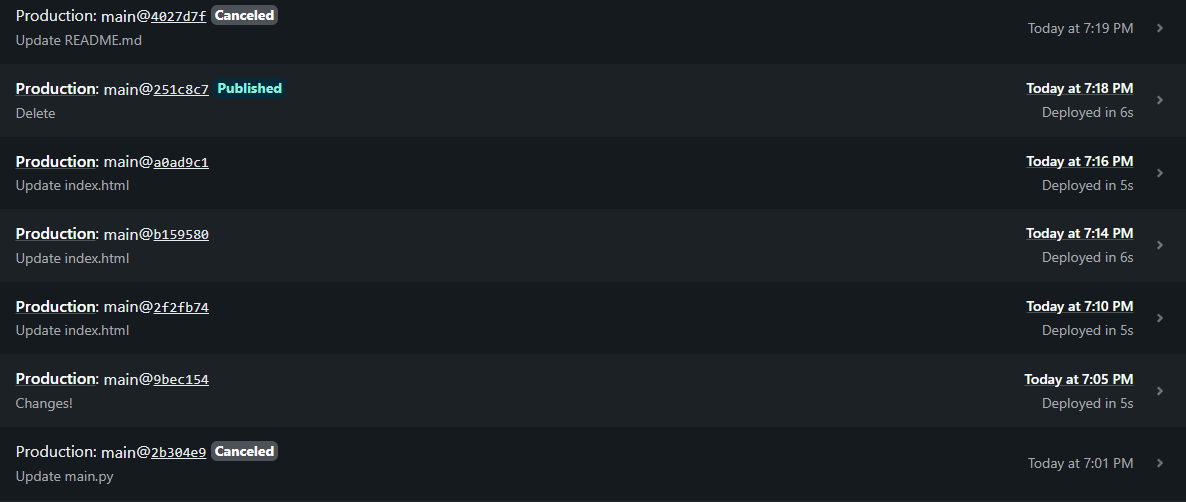 Production: main@4027d7f Canceled
Today at 7:19 PM
Update README.md
Production: main@251c8c7 Published
Today at 7:18 PM
Delete
Deployed in 6s
Production: main@a0ad9c1
Today at 7:16 PM
Update index.html
Deployed in 5s
Production: main@b159580
Today at 7:14 PM
Update index.html
Deployed in 6s
Production: main@2f2fb74
Today at 7:10 PM
Update index.html
Deployed in 5s
Production: main@9bec154
Today at 7:05 PM
Changes!
Deployed in 5s
Production: main@2b304e9 Canceled
Today at 7:01 PM
Update main.py